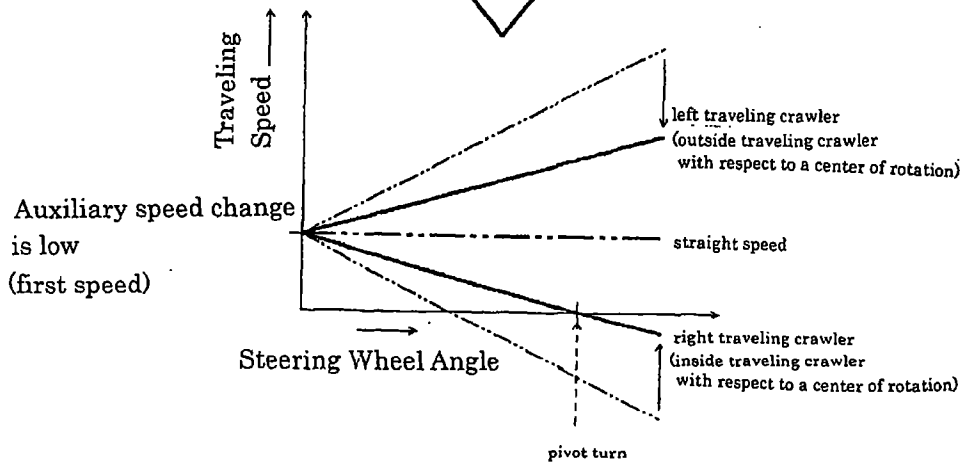 Traveling
Speed
left traveling crawler
(outside traveling crawler
with respect to a center of rotation)
Auxiliary speed change
is low
(first speed)
straight speed
Steering Wheel Angle
right traveling crawler
(inside traveling crawler
with respect to a center of rotation)
pivot turn